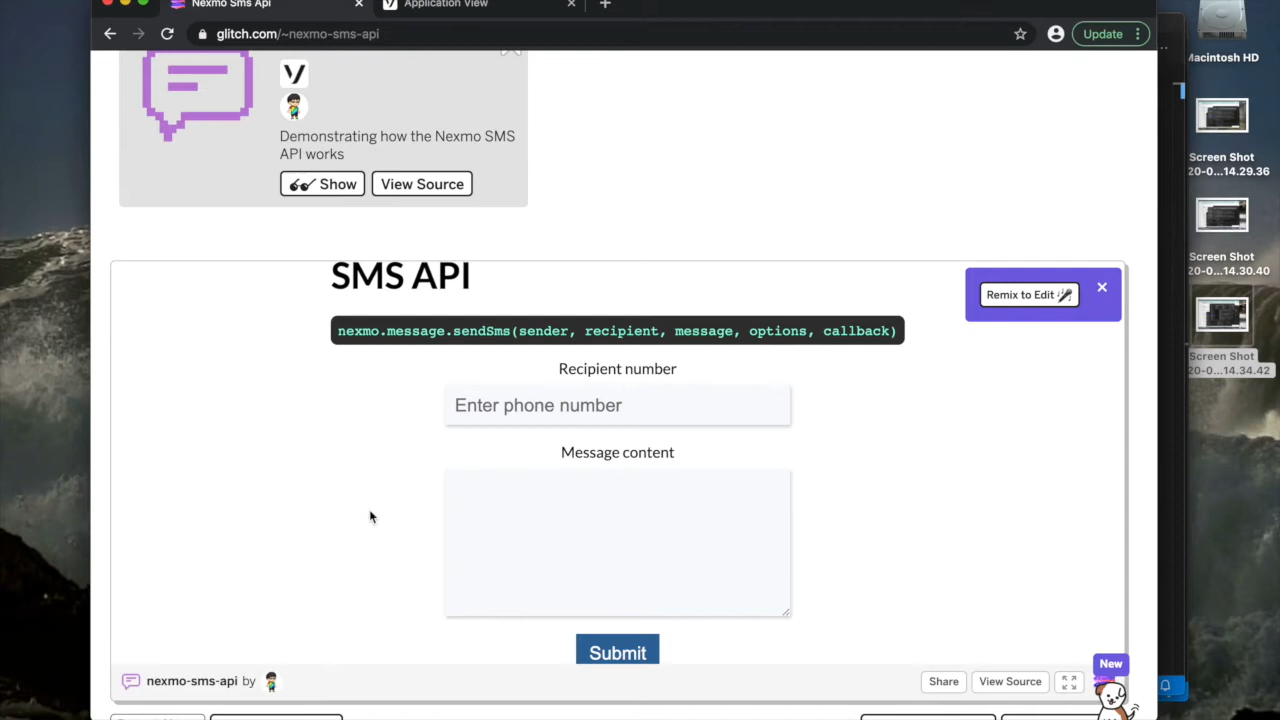 Nexmo Sms Api
Application View
glitch.com/~nexmo-sms-api
Update
Demonstrating how the Nexmo SMS
API works
Show
View Source
SMS API
Remix to Edit
nexmo.message.sendSms(sender, recipient, message, options, callback)
Recipient number
Enter phone number
Message content
Submit
New
nexmo-sms-api by
Share
View Source
Macintosh HD
Screen Shot
20-0...14.29.36
Screen Shot
20-0...14.30.40
Screen Shot
20-0...14.34.42